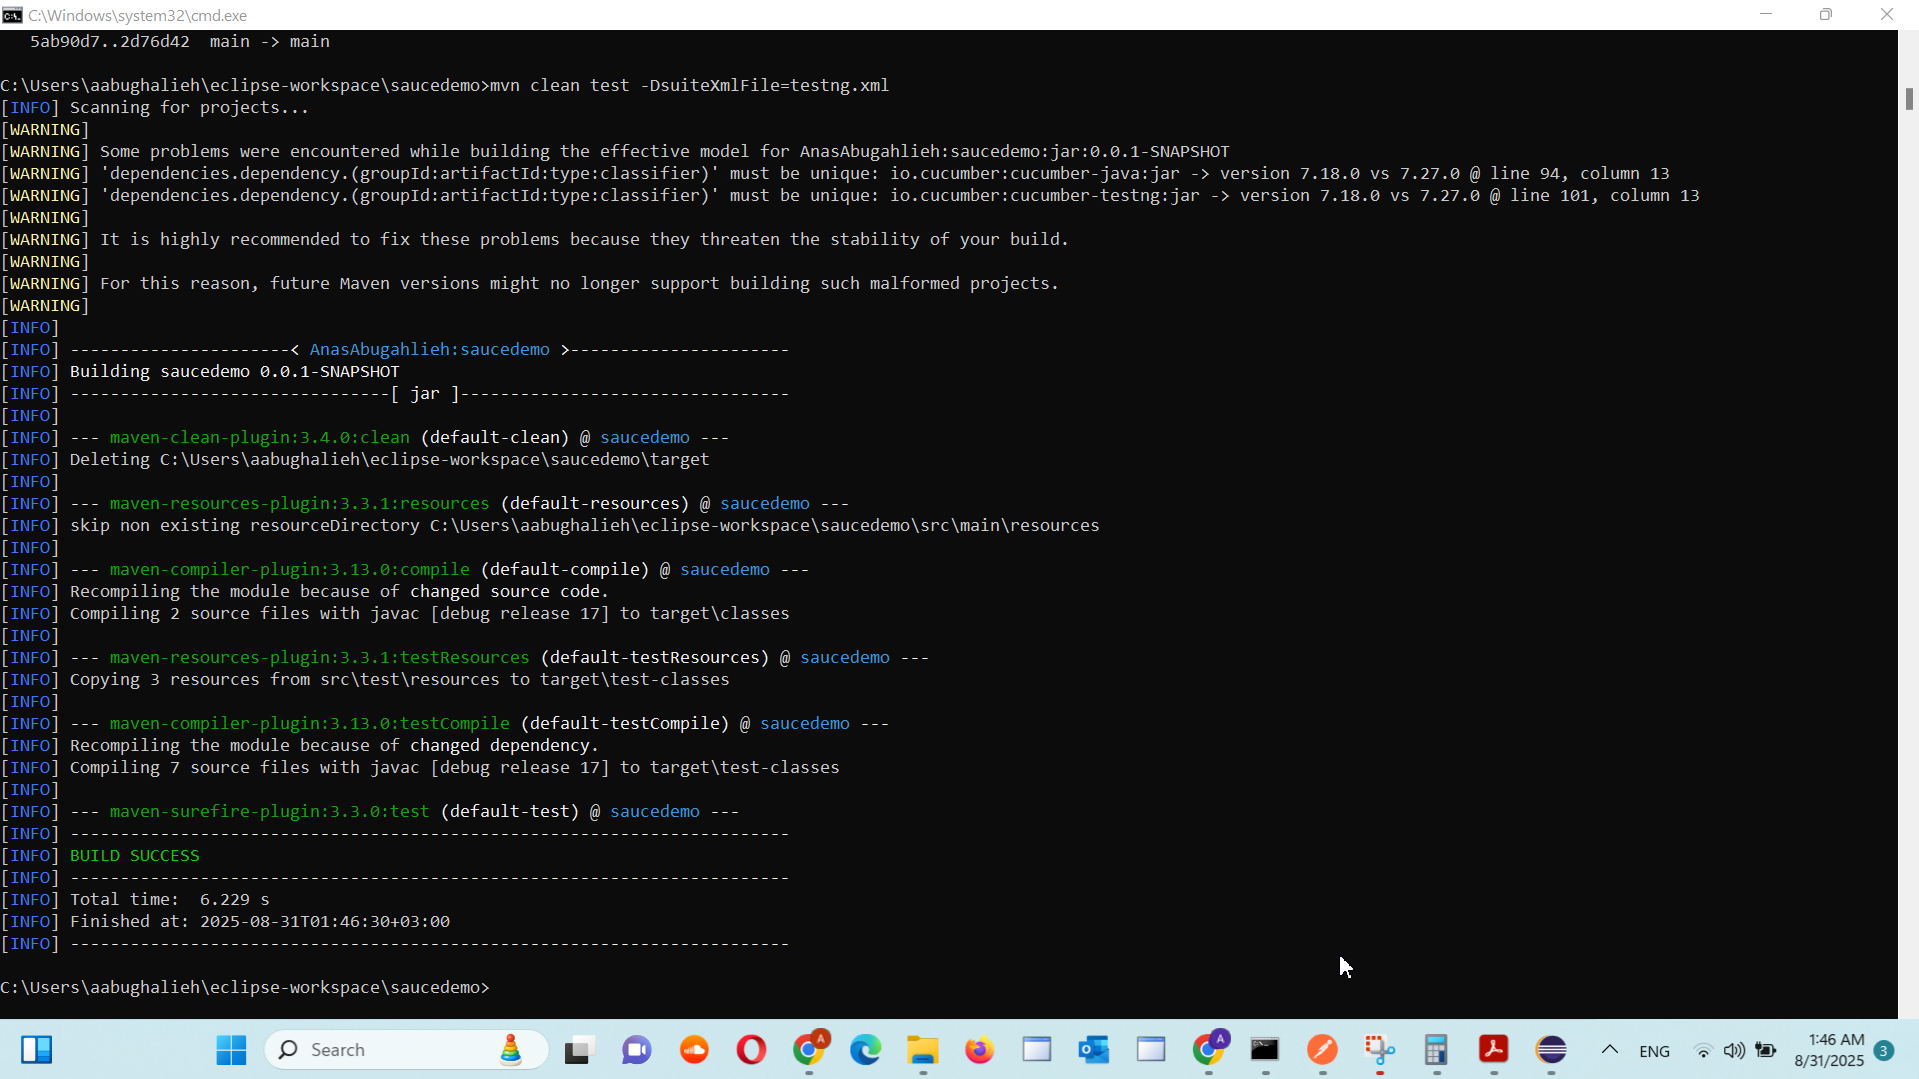 C:\Windows\system32\cmd.exe
   5ab90d7..2d76d42  main -> main
C:\Users\aabughalieh\eclipse-workspace\saucedemo>mvn clean test -DsuiteXmlFile=testng.xml
[INFO] Scanning for projects...
[WARNING]
[WARNING] Some problems were encountered while building the effective model for AnasAbugahlieh:saucedemo:jar:0.0.1-SNAPSHOT
[WARNING] 'dependencies.dependency.(groupId:artifactId:type:classifier)' must be unique: io.cucumber:cucumber-java:jar -> version 7.18.0 vs 7.27.0 @ line 94, column 13
[WARNING] 'dependencies.dependency.(groupId:artifactId:type:classifier)' must be unique: io.cucumber:cucumber-testng:jar -> version 7.18.0 vs 7.27.0 @ line 101, column 13
[WARNING]
[WARNING] It is highly recommended to fix these problems because they threaten the stability of your build.
[WARNING]
[WARNING] For this reason, future Maven versions might no longer support building such malformed projects.
[WARNING]
[INFO]
[INFO] ----------------------< AnasAbugahlieh:saucedemo >----------------------
[INFO] Building saucedemo 0.0.1-SNAPSHOT
[INFO] --------------------------------[ jar ]---------------------------------
[INFO]
[INFO] --- maven-clean-plugin:3.4.0:clean (default-clean) @ saucedemo ---
[INFO] Deleting C:\Users\aabughalieh\eclipse-workspace\saucedemo\target
[INFO]
[INFO] --- maven-resources-plugin:3.3.1:resources (default-resources) @ saucedemo ---
[INFO] skip non existing resourceDirectory C:\Users\aabughalieh\eclipse-workspace\saucedemo\src\main\resources
[INFO]
[INFO] --- maven-compiler-plugin:3.13.0:compile (default-compile) @ saucedemo ---
[INFO] Recompiling the module because of changed source code.
[INFO] Compiling 2 source files with javac [debug release 17] to target\classes
[INFO]
[INFO] --- maven-resources-plugin:3.3.1:testResources (default-testResources) @ saucedemo ---
[INFO] Copying 3 resources from src\test\resources to target\test-classes
[INFO]
[INFO] --- maven-compiler-plugin:3.13.0:testCompile (default-testCompile) @ saucedemo ---
[INFO] Recompiling the module because of changed dependency.
[INFO] Compiling 7 source files with javac [debug release 17] to target\test-classes
[INFO]
[INFO] --- maven-surefire-plugin:3.3.0:test (default-test) @ saucedemo ---
[INFO] ------------------------------------------------------------------------
[INFO] BUILD SUCCESS
[INFO] ------------------------------------------------------------------------
[INFO] Total time:  6.229 s
[INFO] Finished at: 2025-08-31T01:46:30+03:00
[INFO] ------------------------------------------------------------------------
C:\Users\aabughalieh\eclipse-workspace\saucedemo>
Search
A
A
ENG
1:46 AM
8/31/2025
3